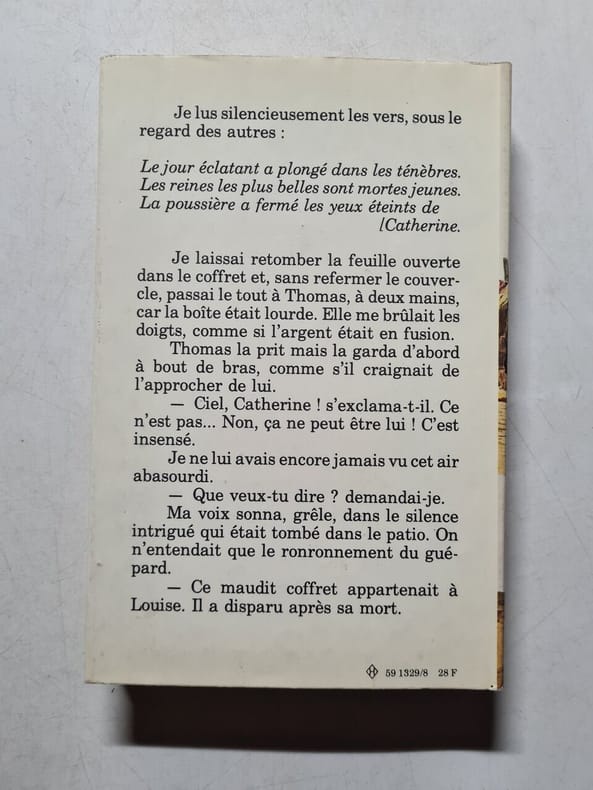 Je lus silencieusement les vers, sous le
regard des autres :
Le jour éclatant a plongé dans les ténèbres.
Les reines les plus belles sont mortes jeunes.
La poussière a fermé les yeux éteints de
[Catherine.
Je laissai retomber la feuille ouverte
dans le coffret et, sans refermer le couver-
cle, passai le tout à Thomas, à deux mains,
car la boîte était lourde. Elle me brûlait les
doigts, comme si l'argent était en fusion.
Thomas la prit mais la garda d'abord
à bout de bras, comme s'il craignait de
l'approcher de lui.
— Ciel, Catherine ! s'exclama-t-il. Ce
n'est pas... Non, ça ne peut être lui ! C'est
insensé.
Je ne lui avais encore jamais vu cet air
abasourdi.
— Que veux-tu dire ? demandai-je.
Ma voix sonna, grêle, dans le silence
intrigué qui était tombé dans le patio. On
n'entendait que le ronronnement du gué-
pard.
— Ce maudit coffret appartenait à
Louise. Il a disparu après sa mort.
H 59 1329/8 28 F